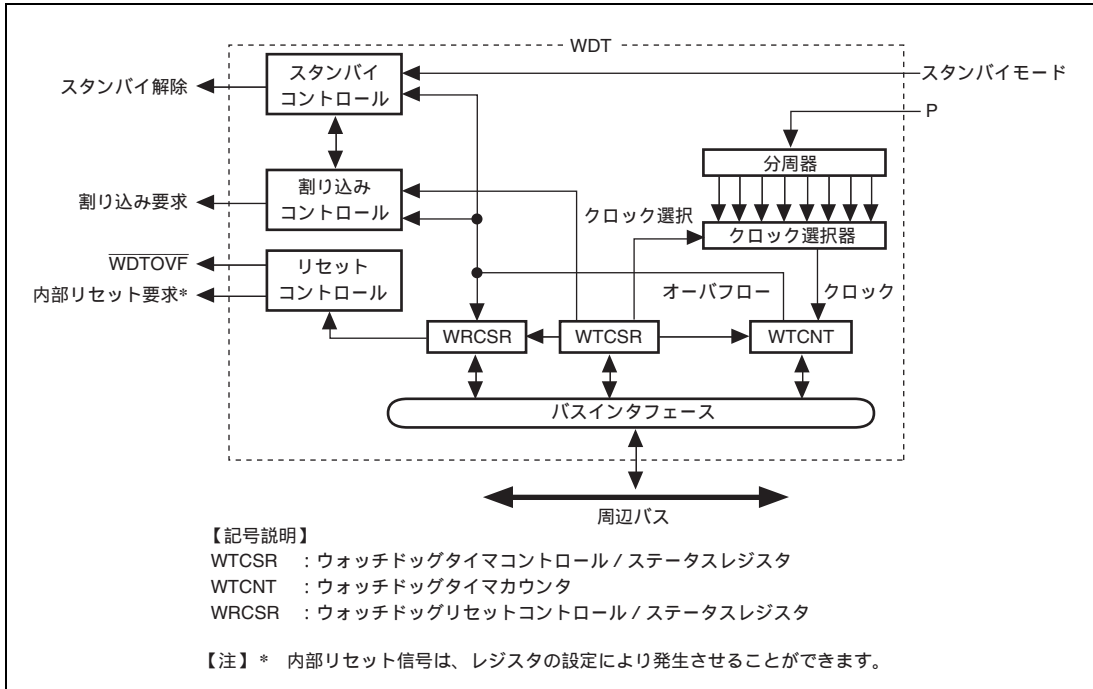 WDT
スタンバイ解除
スタンバイ
コントロール
スタンバイモード
P
分周器
割り込み要求
割り込み
コントロール
クロック選択
クロック選択器
WDTOVF
内部リセット要求*
リセット
コントロール
オーバフロー
クロック
WRCSR
WTCSR
WTCNT
バスインタフェース
周辺バス
【記号説明】
WTCSR : ウォッチドッグタイマコントロール / ステータスレジスタ
WTCNT : ウォッチドッグタイマカウンタ
WRCSR : ウォッチドッグリセットコントロール / ステータスレジスタ
【注】* 内部リセット信号は、レジスタの設定により発生させることができます。